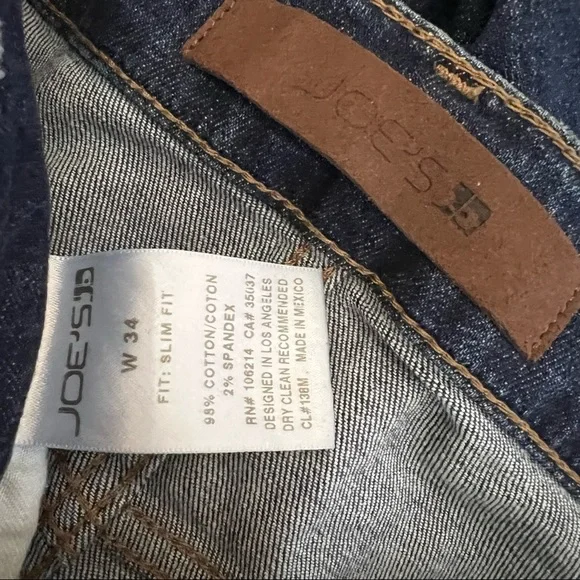 JOE'S
JOE'S
W 34
FIT: SLIM FIT
98% COTTON/COTON
2% SPANDEX
RN# 106214 CA# 35037
DESIGNED IN LOS ANGELES
DRY CLEAN RECOMMENDED
CL#138M MADE IN MEXICO